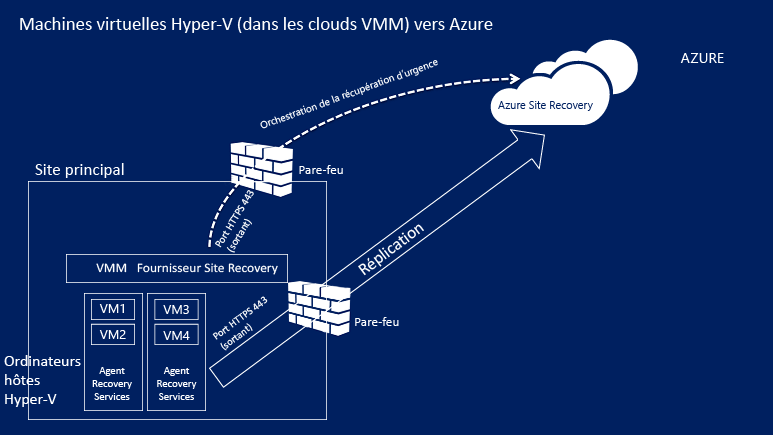 Machines virtuelles Hyper-V (dans les clouds VMM) vers Azure
AZURE
Orchestration de la récupération d'urgence
Azure Site Recovery
Site principal
Pare-feu
Port HTTPS 443
(sortant)
VMM Fournisseur Site Recovery
Réplication
VM1
VM2
VM3
VM4
Port HTTPS 443
(sortant)
Pare-feu
Ordinateurs
hôtes
Hyper-V
Agent
Recovery
Services
Agent
Recovery
Services